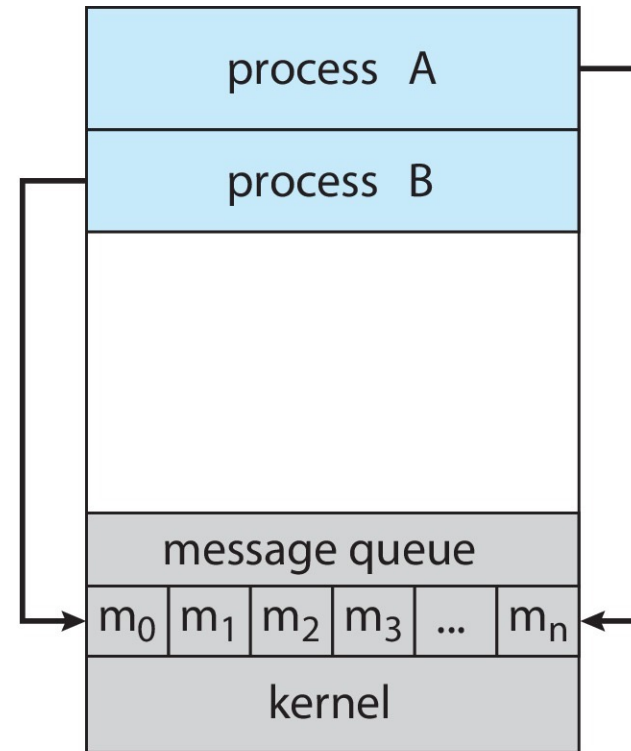 process A
process B
message queue
m₀ m₁ m₂ m₃ ... mₙ
kernel